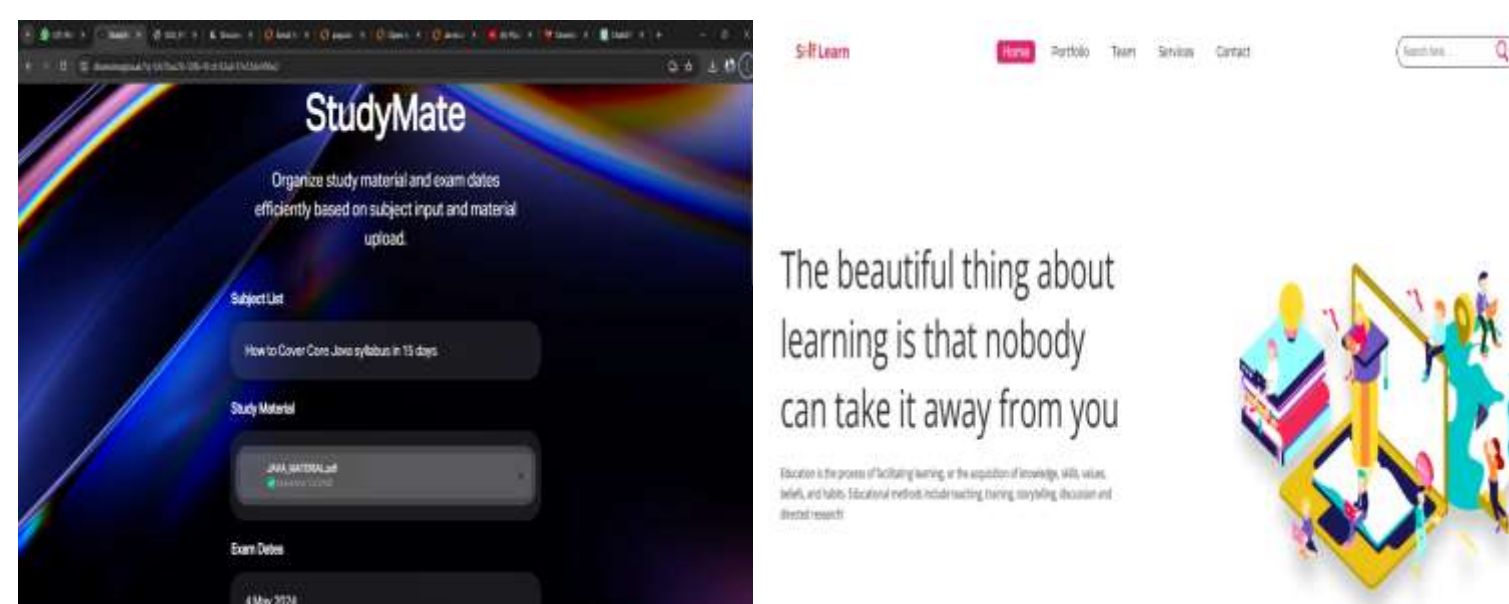 StudyMate
Organize study material and exam dates
efficiently based on subject input and material
upload.
Subject List
How to Cover Core Java syllabus in 15 days
Study Material
JAVA_MATERIAL.pdf
Exam Dates
4 May 2024
Self Learn
Home Portfolio Team Services Contact
Search here...
The beautiful thing about
learning is that nobody
can take it away from you
Education is the process of facilitating learning, or the acquisition of knowledge, skills, values,
beliefs, and habits. Educational methods include teaching, training, storytelling, discussion and
directed research!